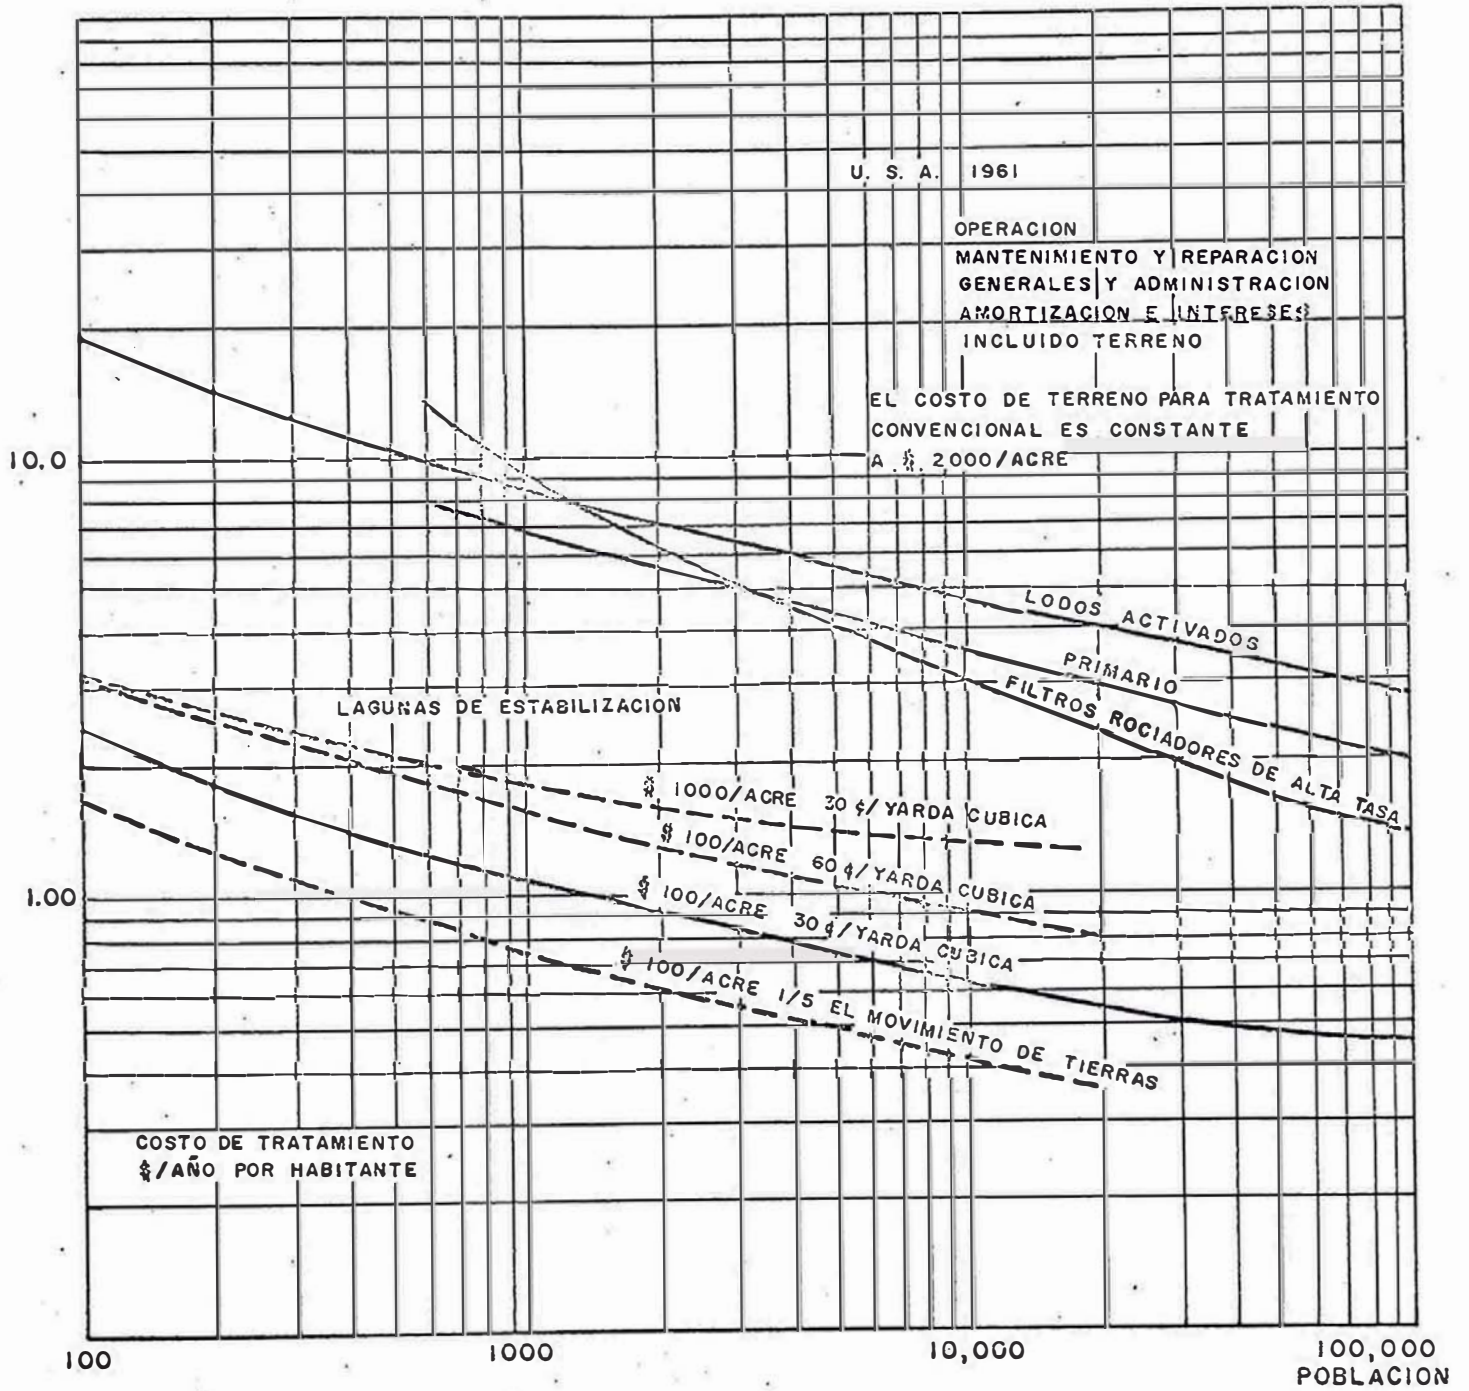 U. S. A. 1961
OPERACION
MANTENIMIENTO Y REPARACION
GENERALES Y ADMINISTRACION
AMORTIZACION E INTERESES
INCLUIDO TERRENO
EL COSTO DE TERRENO PARA TRATAMIENTO
CONVENCIONAL ES CONSTANTE
A $. 2000/ACRE
10.0
LODOS ACTIVADOS
PRIMARIO
FILTROS ROCIADORES DE ALTA TASA
LAGUNAS DE ESTABILIZACION
$ 1000/ACRE 30 ¢/YARDA CUBICA
$ 100/ACRE 60 ¢/YARDA CUBICA
1.00
$ 100/ACRE 30 ¢/YARDA CUBICA
$ 100/ACRE 1/5 EL MOVIMIENTO DE TIERRAS
COSTO DE TRATAMIENTO
$/AÑO POR HABITANTE
100 1000 10,000 100,000
POBLACION